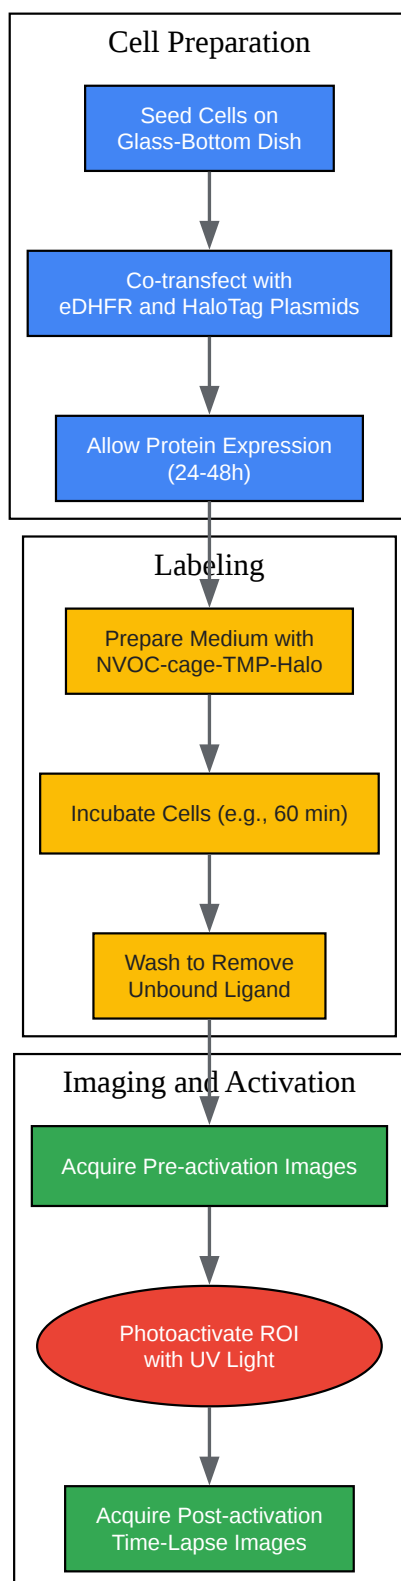 Cell Preparation
Seed Cells on
Glass-Bottom Dish
Co-transfect with
eDHFR and HaloTag Plasmids
Allow Protein Expression
(24-48h)
Labeling
Prepare Medium with
NVOC-cage-TMP-Halo
Incubate Cells (e.g., 60 min)
Wash to Remove
Unbound Ligand
Imaging and Activation
Acquire Pre-activation Images
Photoactivate ROI
with UV Light
Acquire Post-activation
Time-Lapse Images